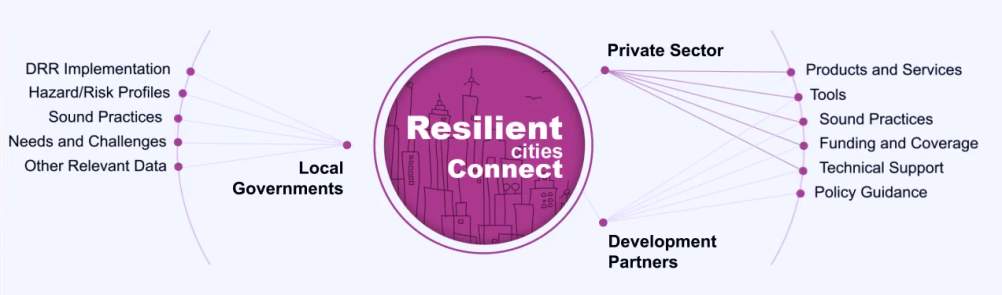 DRR Implementation
Hazard/Risk Profiles
Sound Practices
Needs and Challenges
Other Relevant Data
Local
Governments
Resilient
cities
Connect
Private Sector
Development
Partners
Products and Services
Tools
Sound Practices
Funding and Coverage
Technical Support
Policy Guidance